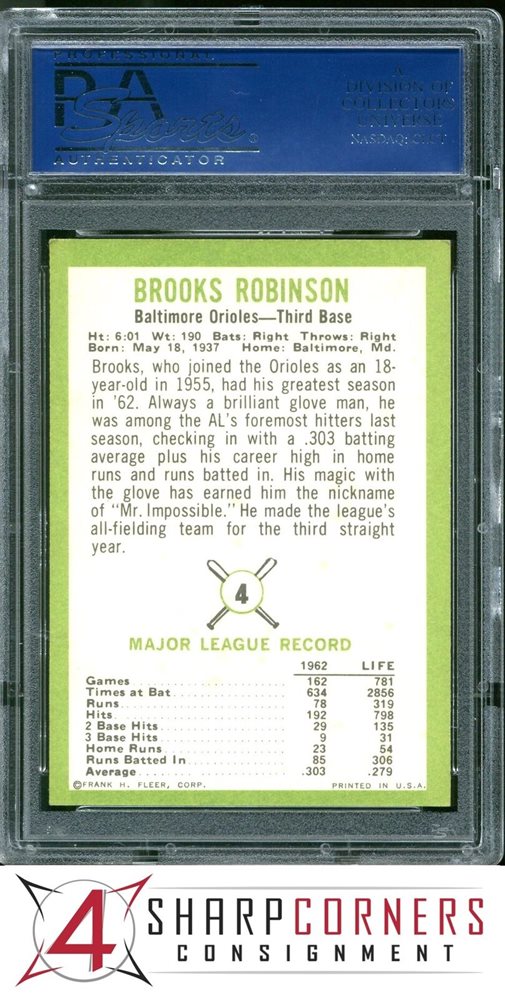 PROFESSIONAL
PSA
Sports
AUTHENTICATOR
A
DIVISION OF
COLLECTORS
UNIVERSE
NASDAQ: CLCT
BROOKS ROBINSON
Baltimore Orioles—Third Base
Ht: 6:01 Wt: 190 Bats: Right Throws: Right
Born: May 18, 1937 Home: Baltimore, Md.
Brooks, who joined the Orioles as an 18-
year-old in 1955, had his greatest season
in '62. Always a brilliant glove man, he
was among the AL's foremost hitters last
season, checking in with a .303 batting
average plus his career high in home
runs and runs batted in. His magic with
the glove has earned him the nickname
of "Mr. Impossible." He made the league's
all-fielding team for the third straight
year.
4
MAJOR LEAGUE RECORD
1962 LIFE
Games 162 781
Times at Bat 634 2856
Runs 78 319
Hits 192 798
2 Base Hits 29 135
3 Base Hits 9 31
Home Runs 23 54
Runs Batted In 85 306
Average .303 .279
©FRANK H. FLEER, CORP. PRINTED IN U.S.A.
4 SHARPCORNERS
CONSIGNMENT